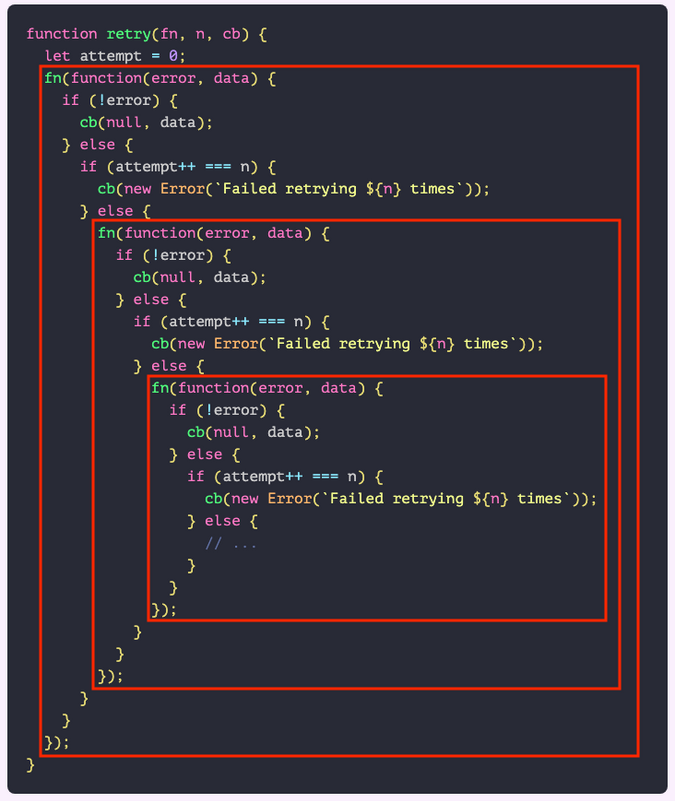 function retry(fn, n, cb) {
  let attempt = 0;
  fn(function(error, data) {
    if (!error) {
      cb(null, data);
    } else {
      if (attempt++ === n) {
        cb(new Error(`Failed retrying ${n} times`));
      } else {
        fn(function(error, data) {
          if (!error) {
            cb(null, data);
          } else {
            if (attempt++ === n) {
              cb(new Error(`Failed retrying ${n} times`));
            } else {
              fn(function(error, data) {
                if (!error) {
                  cb(null, data);
                } else {
                  if (attempt++ === n) {
                    cb(new Error(`Failed retrying ${n} times`));
                  } else {
                    // ...
                  }
                }
              });
            }
          }
        });
      }
    }
  });
}